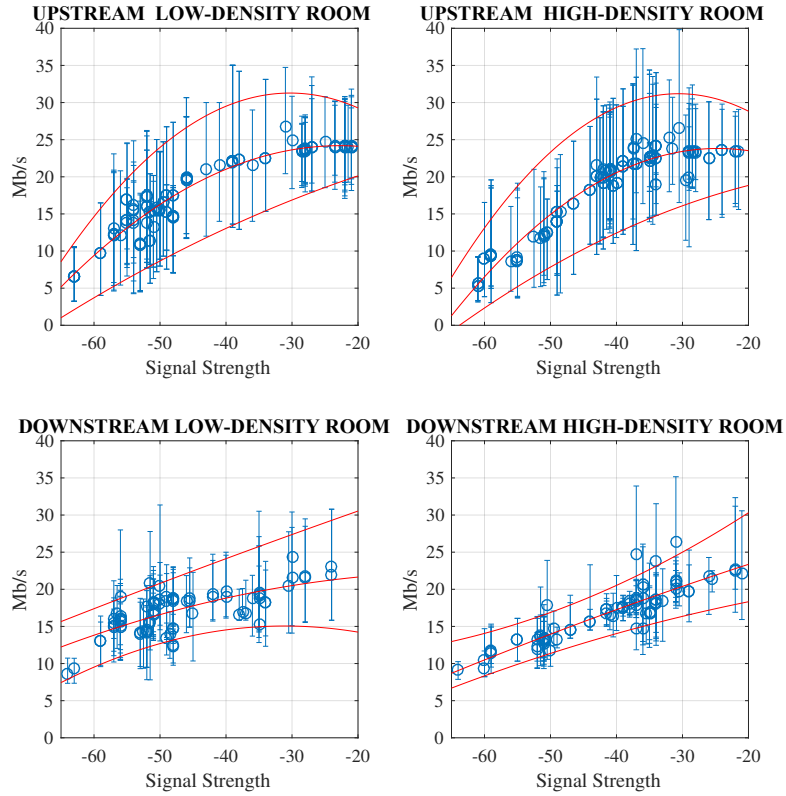 UPSTREAM LOW-DENSITY ROOM
40
35
30
25
20
15
10
5
0
Mb/s
-60 -50 -40 -30 -20
Signal Strength
UPSTREAM HIGH-DENSITY ROOM
40
35
30
25
20
15
10
5
0
Mb/s
-60 -50 -40 -30 -20
Signal Strength
DOWNSTREAM LOW-DENSITY ROOM
40
35
30
25
20
15
10
5
0
Mb/s
-60 -50 -40 -30 -20
Signal Strength
DOWNSTREAM HIGH-DENSITY ROOM
40
35
30
25
20
15
10
5
0
Mb/s
-60 -50 -40 -30 -20
Signal Strength